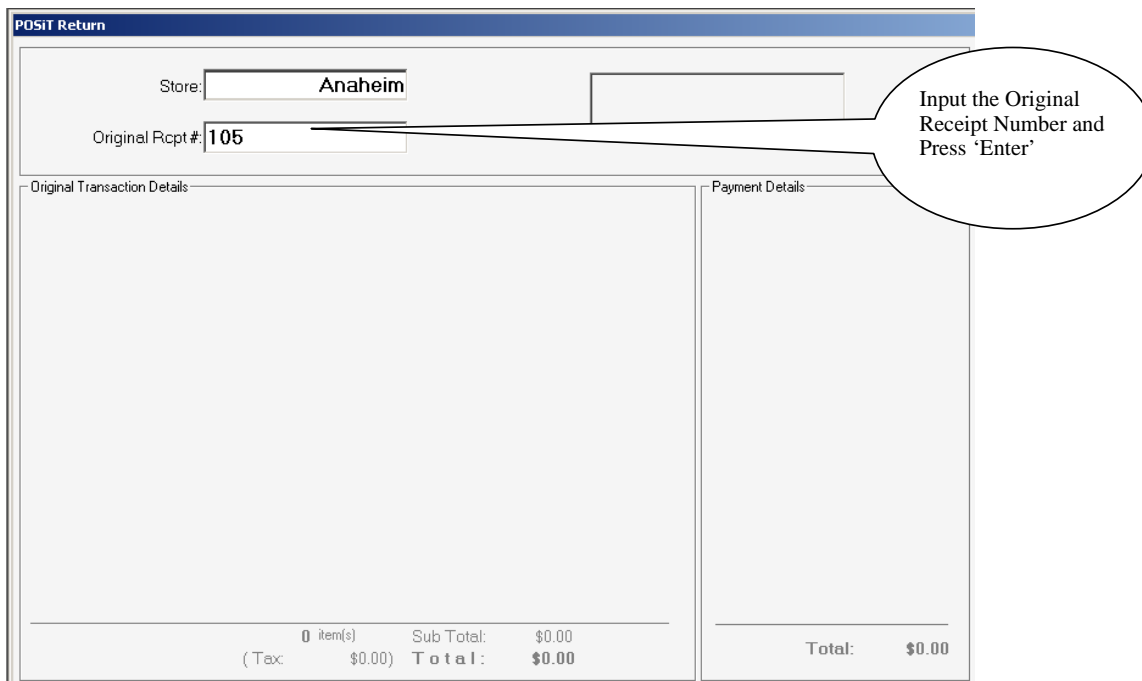 POSiT Return
Store: Anaheim
Original Rcpt #: 105
Input the Original
Receipt Number and
Press ‘Enter’
Original Transaction Details
Payment Details
0 item(s) Sub Total: $0.00
( Tax: $0.00) Total: $0.00
Total: $0.00